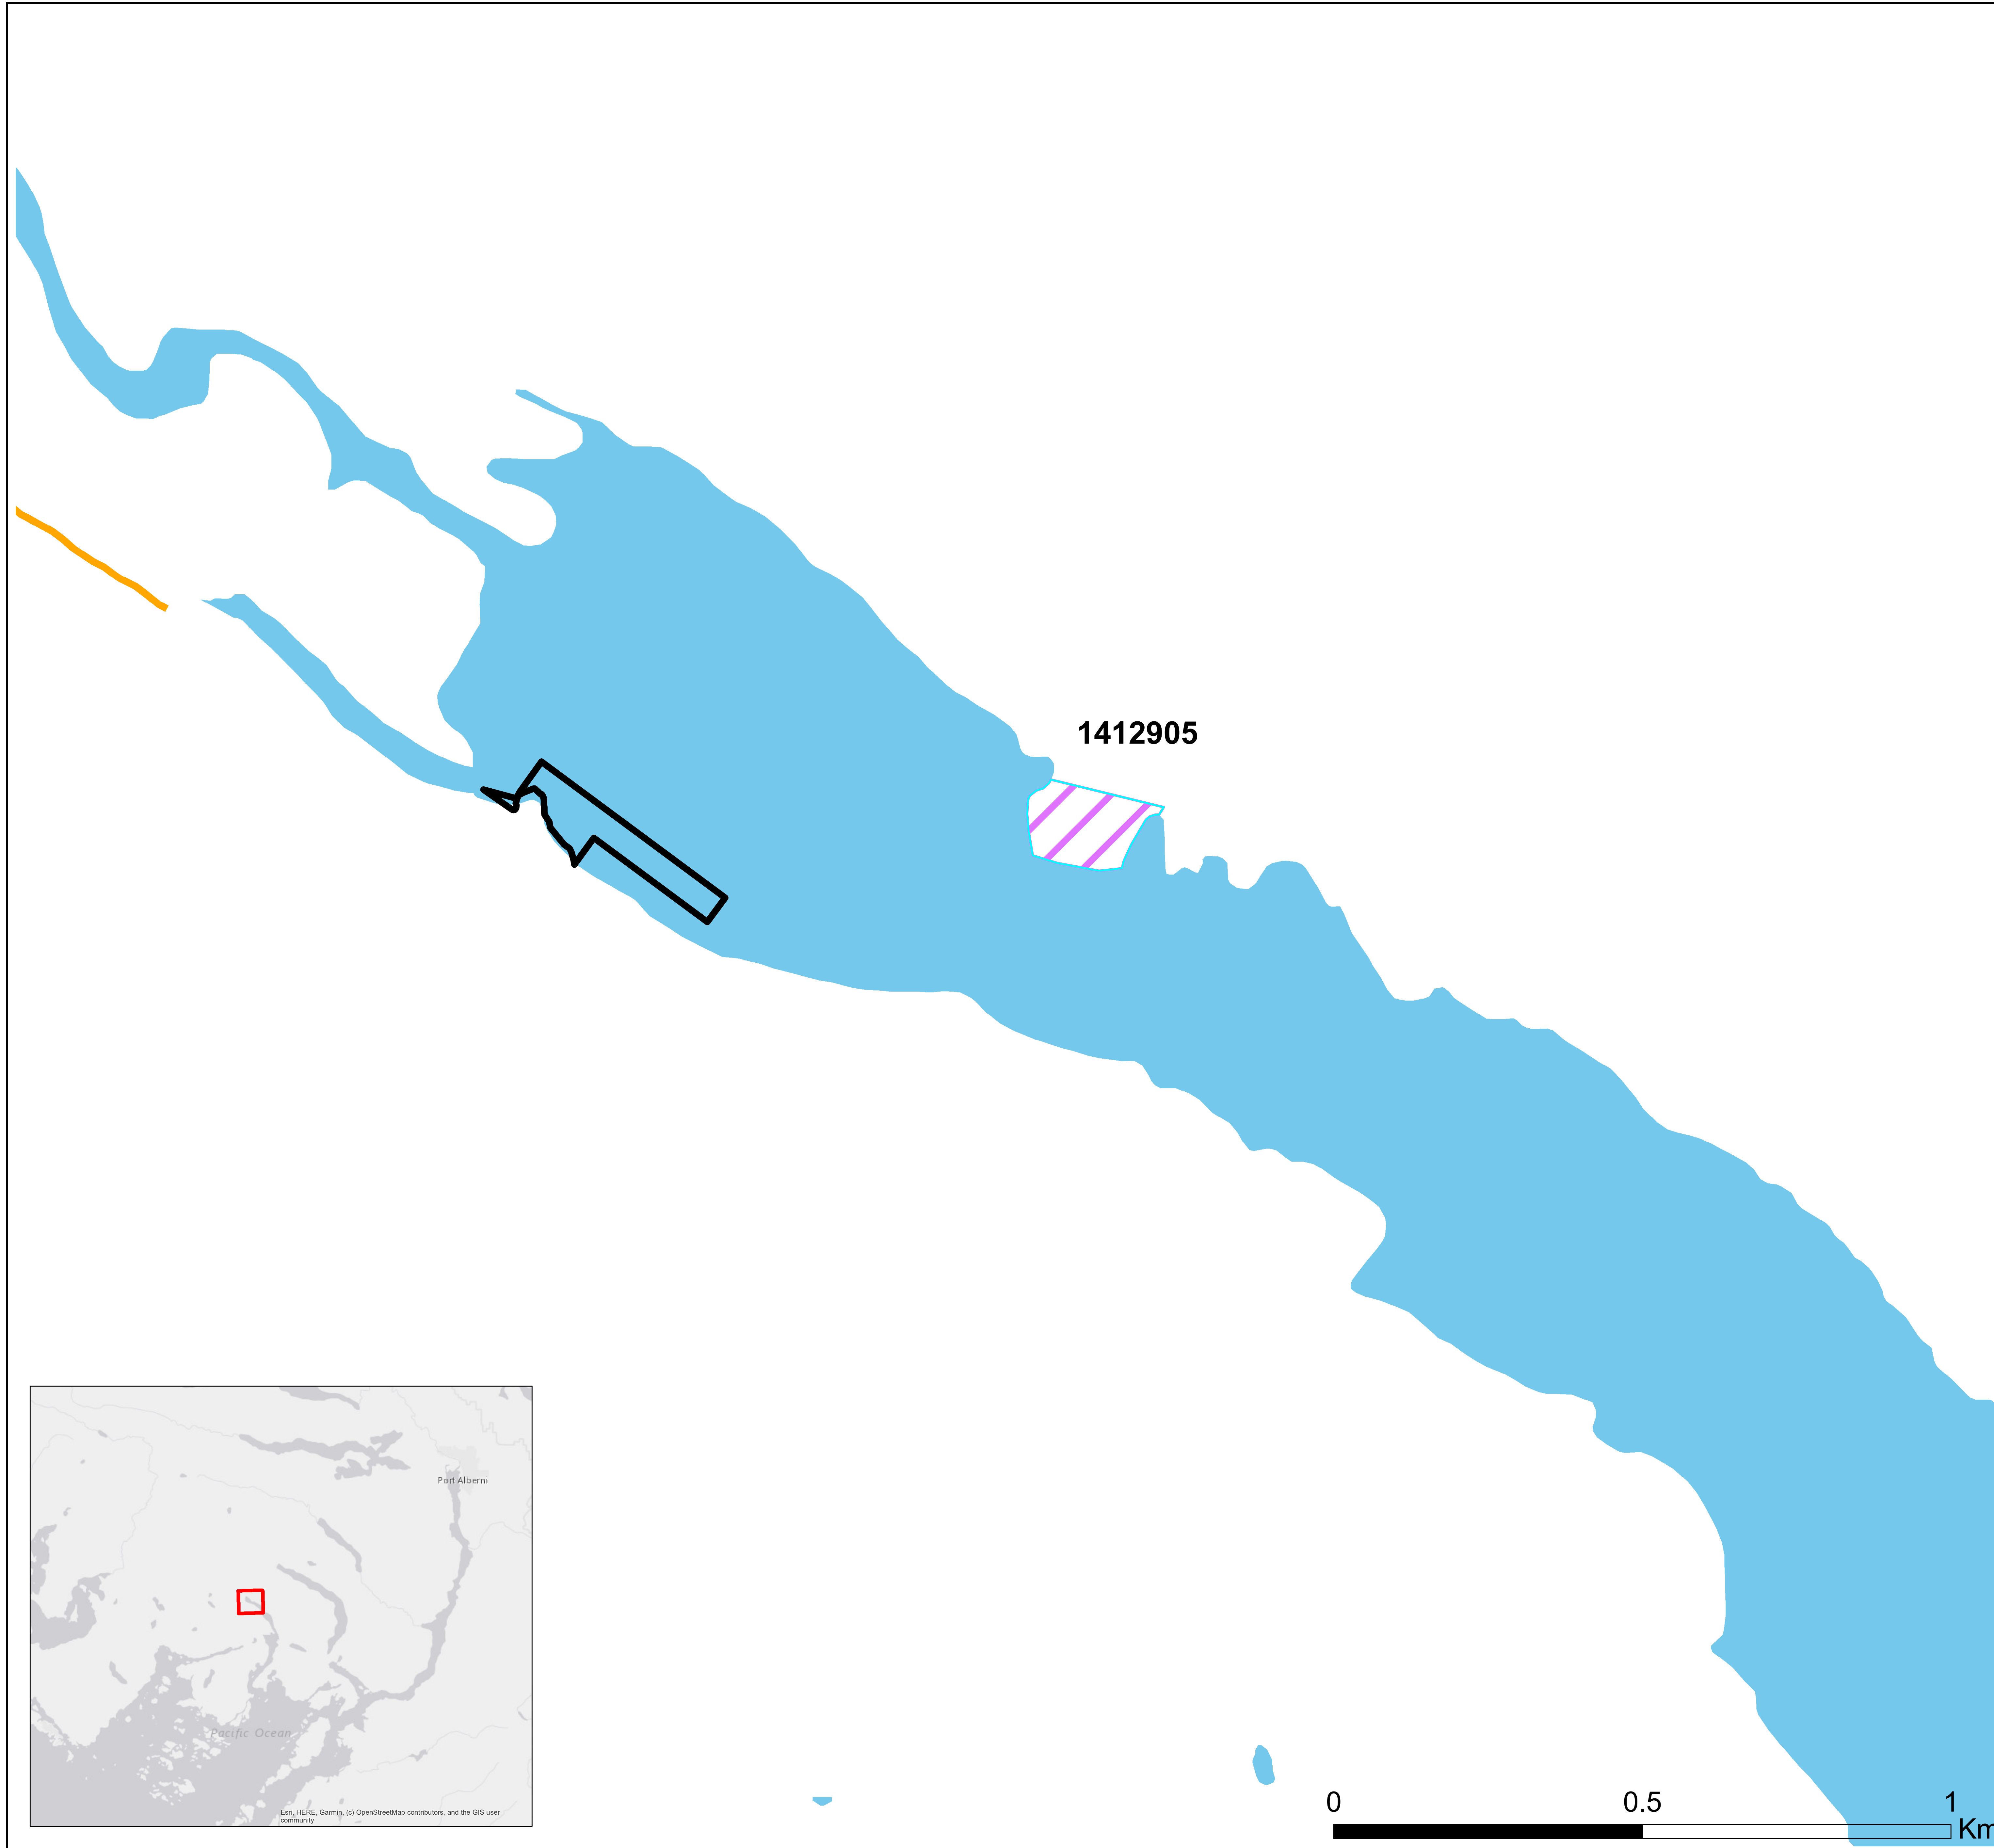 1412905
Port Alberni
Pacific Ocean
Esri, HERE, Garmin, (c) OpenStreetMap contributors, and the GIS user
community
0 0.5 1
Km